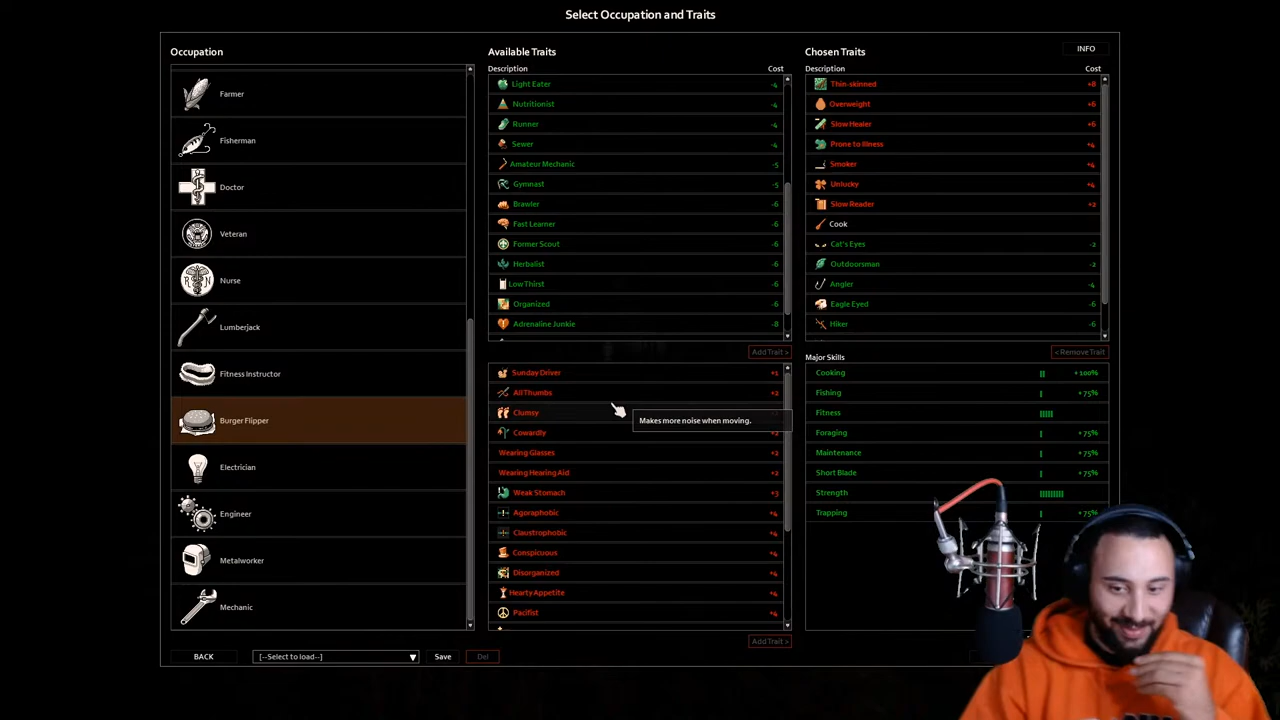 Select Occupation and Traits
Occupation
Farmer
Fisherman
Doctor
Veteran
Nurse
Lumberjack
Fitness Instructor
Burger Flipper
Electrician
Engineer
Metalworker
Mechanic
BACK
[--Select to load--]
Save
Del
Available Traits
Description Cost
Light Eater -4
Nutritionist -4
Runner -4
Sewer -4
Amateur Mechanic -5
Gymnast -5
Brawler -6
Fast Learner -6
Former Scout -6
Herbalist -6
Low Thirst -6
Organized -6
Adrenaline Junkie -8
Add Trait >
Sunday Driver +1
All Thumbs +2
Clumsy
Makes more noise when moving.
Cowardly +2
Wearing Glasses +2
Wearing Hearing Aid +2
Weak Stomach +3
Agoraphobic +4
Claustrophobic +4
Conspicuous +4
Disorganized +4
Hearty Appetite +4
Pacifist +4
Add Trait >
Chosen Traits
INFO
Description Cost
Thin-skinned +8
Overweight +6
Slow Healer +6
Prone to Illness +4
Smoker +4
Unlucky +4
Slow Reader +2
Cook
Cat's Eyes -2
Outdoorsman -2
Angler -4
Eagle Eyed -6
Hiker -6
< Remove Trait
Major Skills
Cooking +100%
Fishing +75%
Fitness
Foraging +75%
Maintenance +75%
Short Blade +75%
Strength
Trapping +75%